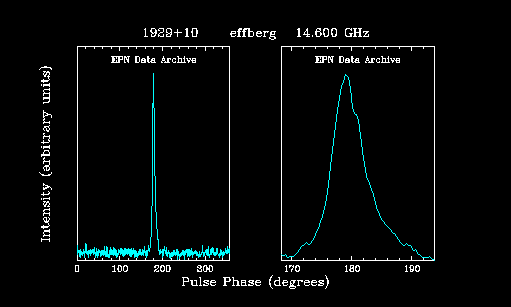 1929+10 effberg 14.600 GHz
EPN Data Archive EPN Data Archive
Intensity (arbitrary units)
0 100 200 300 170 180 190
Pulse Phase (degrees)